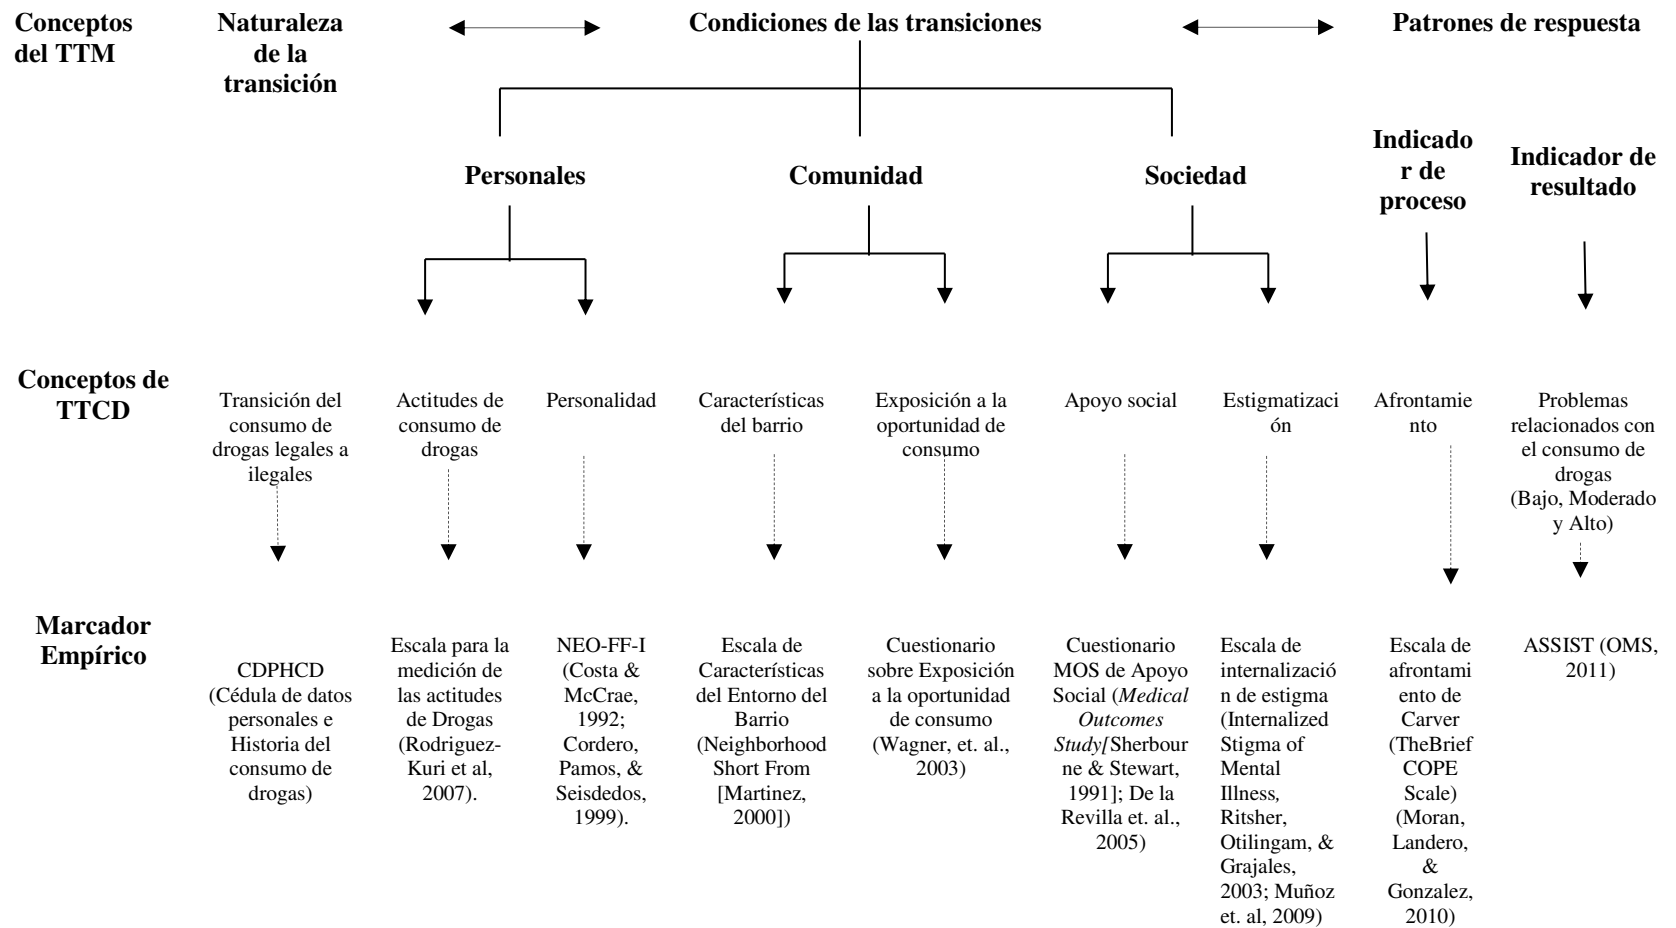 Conceptos
del TTM
Naturaleza
de la
transición
Condiciones de las transiciones
Patrones de respuesta
Personales
Comunidad
Sociedad
Indicado
r de
proceso
Indicador de
resultado
Conceptos de
TTCD
Transición del
consumo de
drogas legales a
ilegales
Actitudes de
consumo de
drogas
Personalidad
Características
del barrio
Exposición a la
oportunidad de
consumo
Apoyo social
Estigmatizaci
ón
Afrontamie
nto
Problemas
relacionados con
el consumo de
drogas
(Bajo, Moderado
y Alto)
Marcador
Empírico
CDPHCD
(Cédula de datos
personales e
Historia del
consumo de
drogas)
Escala para la
medición de
las actitudes
de Drogas
(Rodriguez-
Kuri et al,
2007).
NEO-FF-I
(Costa &
McCrae,
1992;
Cordero,
Pamos, &
Seisdedos,
1999).
Escala de
Características
del Entorno del
Barrio
(Neighborhood
Short From
[Martinez,
2000])
Cuestionario
sobre Exposición
a la oportunidad
de consumo
(Wagner, et. al.,
2003)
Cuestionario
MOS de Apoyo
Social (Medical
Outcomes
Study[Sherbour
ne & Stewart,
1991]; De la
Revilla et. al.,
2005)
Escala de
internalizació
n de estigma
(Internalized
Stigma of
Mental
Illness,
Ritsher,
Otilingam, &
Grajales,
2003; Muñoz
et. al, 2009)
Escala de
afrontami
ento de
Carver
(TheBrief
COPE
Scale)
(Moran,
Landero,
&
Gonzalez,
2010)
ASSIST (OMS,
2011)